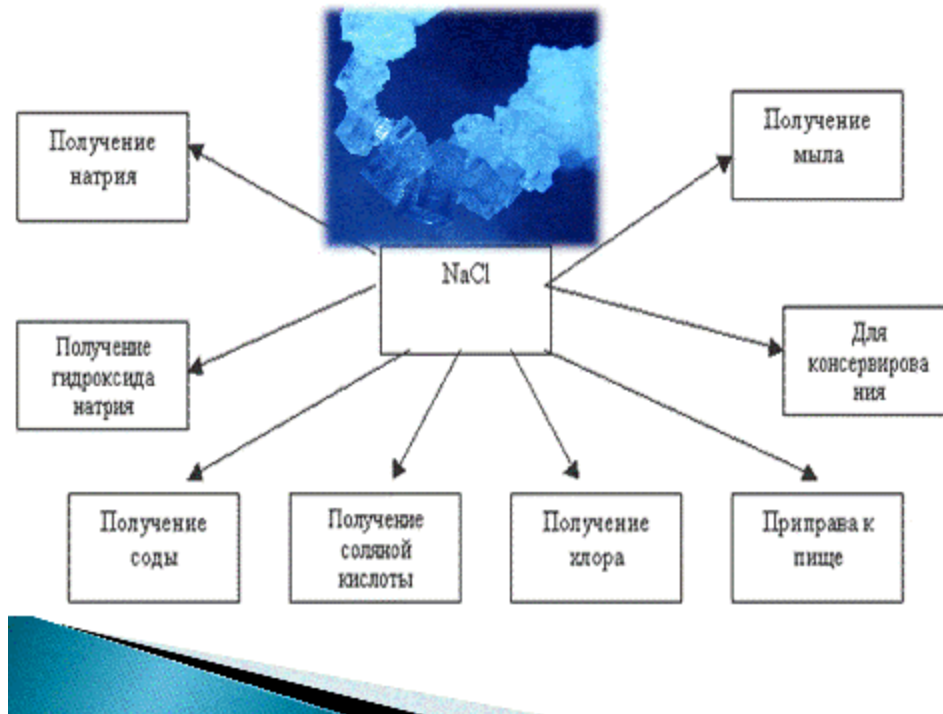 Получение
натрия
Получение
мыла
NaCl
Получение
гидроксида
натрия
Для
консервирова
ния
Получение
соды
Получение
соляной
кислоты
Получение
хлора
Приправа к
пище